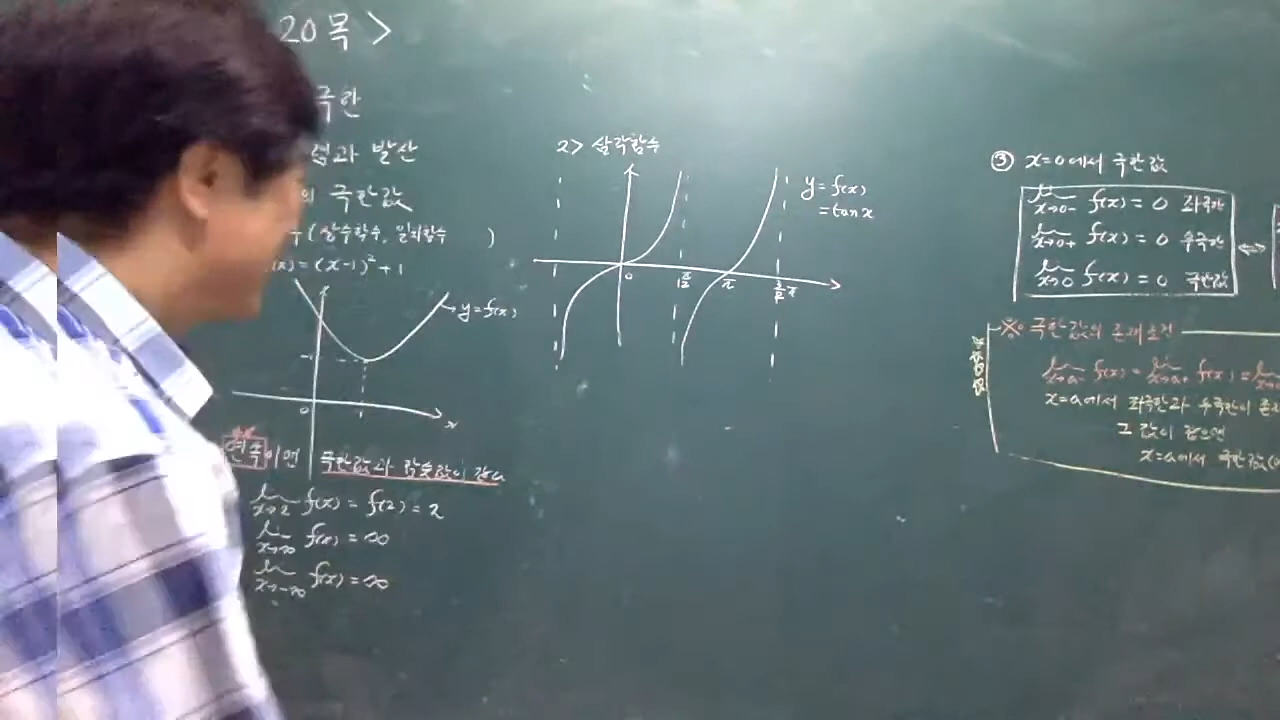 20목 >
극한
렴과 발산
의 극한값
(상수함수, 일차함수 )
(x) = (x-1)² + 1
y = f(x)
0
x
연속이면 극한값과 함숫값이 같다
lim x→2 f(x) = f(2) = 2
lim x→∞ f(x) = ∞
lim x→-∞ f(x) = ∞
2> 삼각함수
y = f(x)
= tan x
0 π/2 π 3/2 π
③ x=0에서 극한값
lim x→0- f(x) = 0 좌극한
lim x→0+ f(x) = 0 우극한
lim x→0 f(x) = 0 극한값
⇔
※ 극한값의 존재조건
lim x→a- f(x) = lim x→a+ f(x) = lim
x=a에서 좌극한과 우극한이 존재
그 값이 같으면
x=a에서 극한값